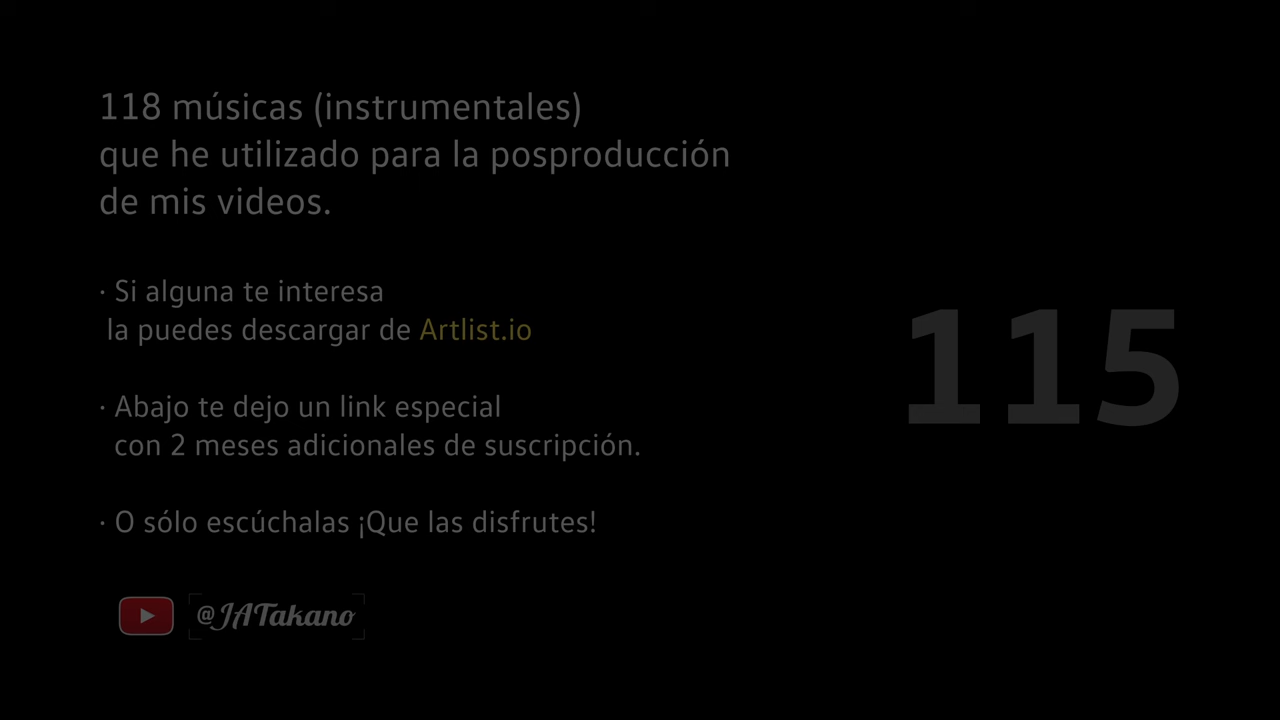 118 músicas (instrumentales)
que he utilizado para la posproducción
de mis videos.
· Si alguna te interesa
la puedes descargar de Artlist.io
· Abajo te dejo un link especial
con 2 meses adicionales de suscripción.
· O sólo escúchalas ¡Que las disfrutes!
@JATakano
115